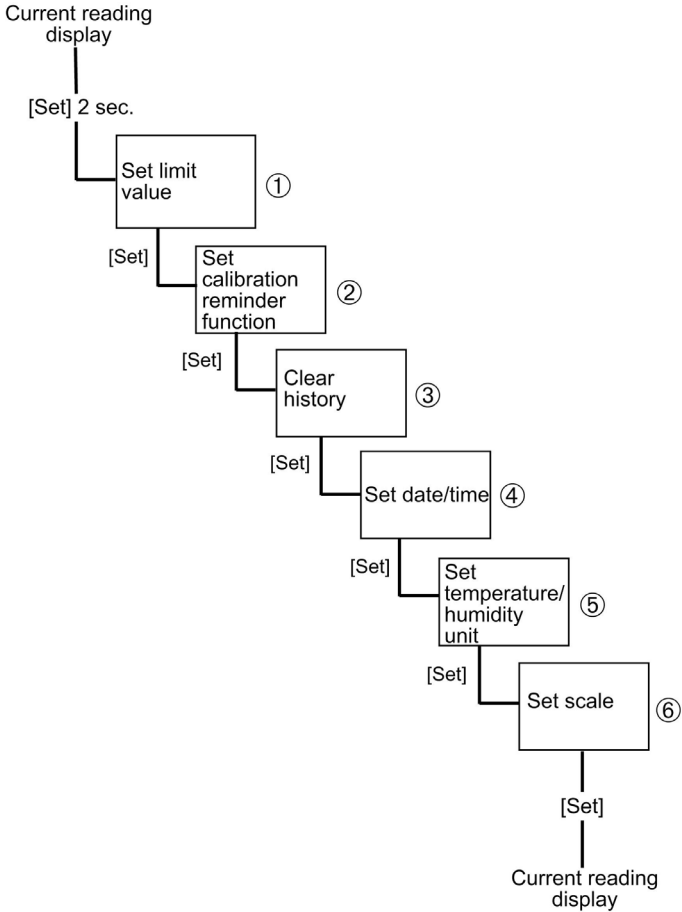 Current reading
display
[Set] 2 sec.
Set limit
value
①
[Set]
Set
calibration
reminder
function
②
[Set]
Clear
history
③
[Set]
Set date/time
④
[Set]
Set
temperature/
humidity
unit
⑤
[Set]
Set scale
⑥
[Set]
Current reading
display